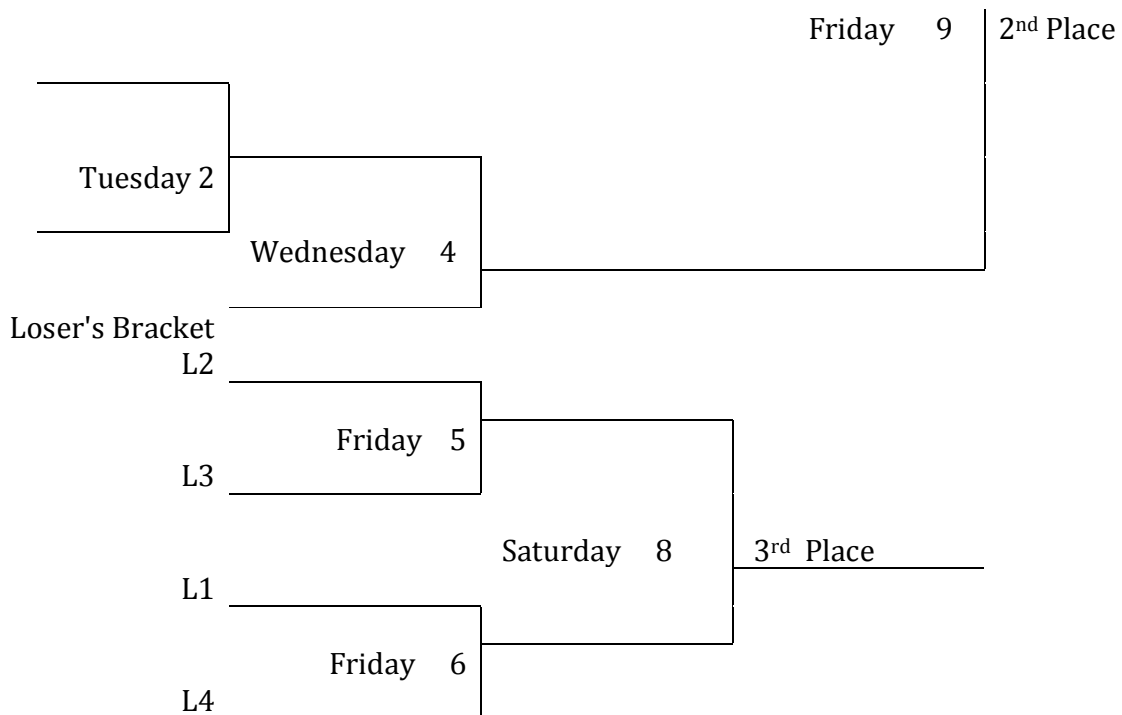 Friday 9 2nd Place
Tuesday 2
Wednesday 4
Loser's Bracket
L2
Friday 5
L3
Saturday 8 3rd Place
L1
Friday 6
L4